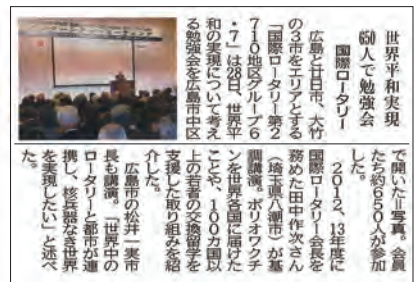 世界平和実現
650人で勉強会
国際ロータリー
広島と廿日市、大竹
の3市をエリアとする
「国際ロータリー第2
710地区グループ6
・7」は28日、世界平
和の実現について考え
る勉強会を広島市中区
で開いた=写真。会員
たち約650人が参加
した。
2012、13年度に
国際ロータリー会長を
務めた田中作次さん
(埼玉県八潮市)が基
調講演。ポリオワクチ
ンを世界各国に届けた
ことや、100カ国以
上の若者の交換留学を
支援した取り組みを紹
介した。
広島市の松井一実市
長も講演。「世界中の
ロータリーと都市が連
携し、核兵器なき世界
を実現したい」と述べ
た。